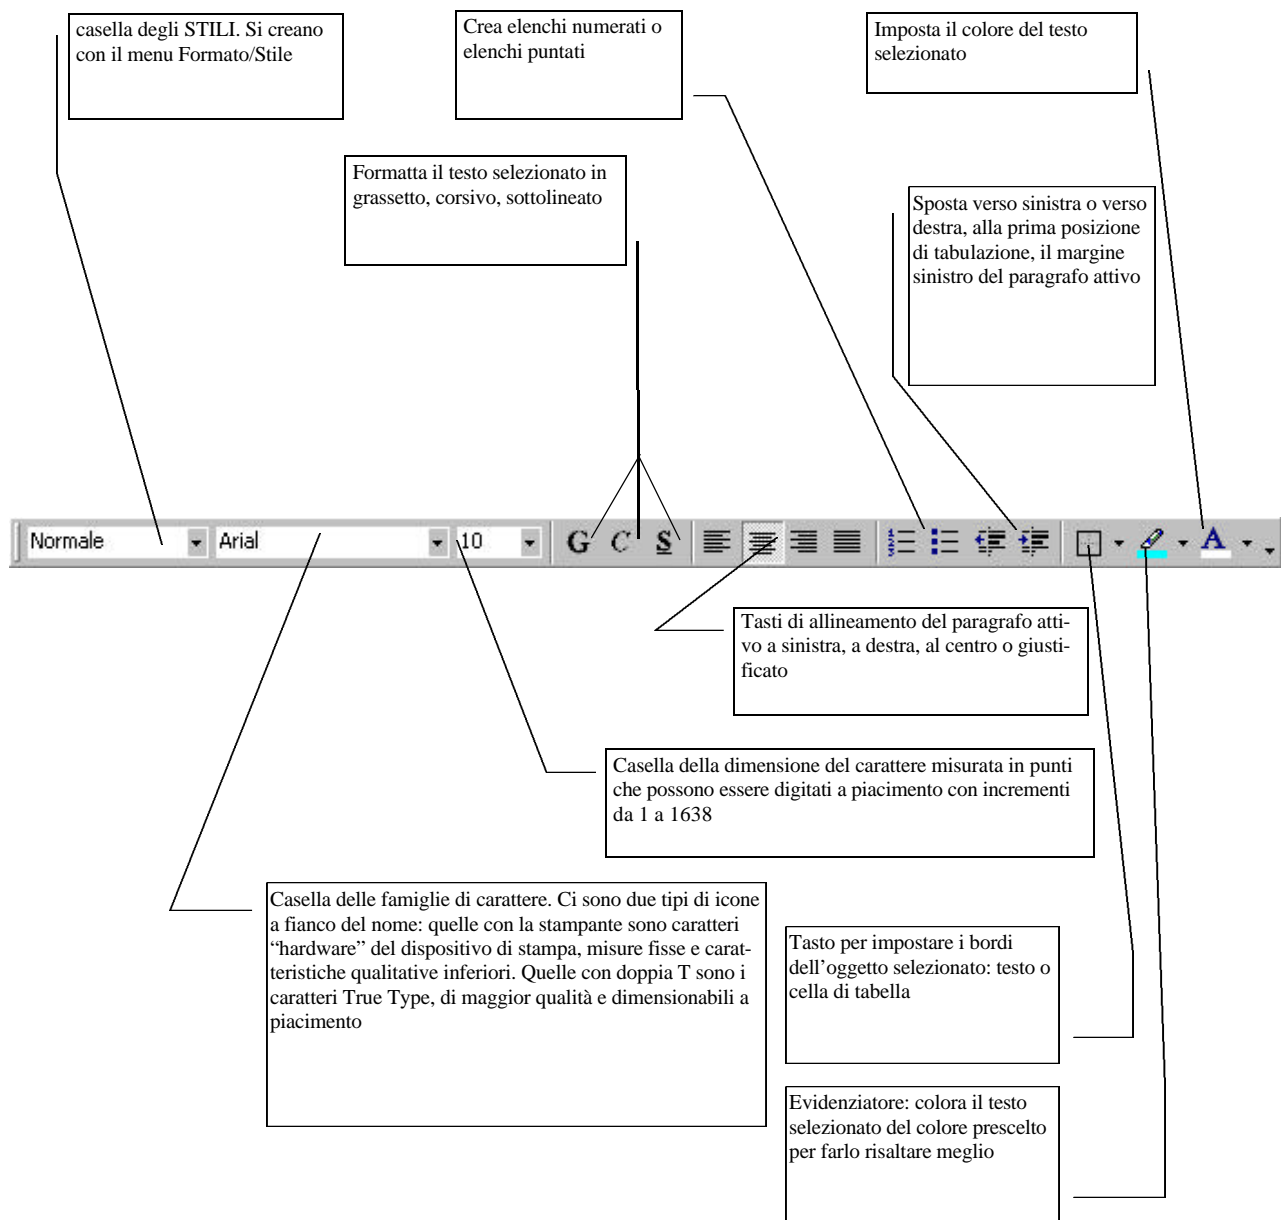 casella degli STILI. Si creano
con il menu Formato/Stile
Crea elenchi numerati o
elenchi puntati
Imposta il colore del testo
selezionato
Formatta il testo selezionato in
grassetto, corsivo, sottolineato
Sposta verso sinistra o verso
destra, alla prima posizione
di tabulazione, il margine
sinistro del paragrafo attivo
Normale Arial 10 G C S A
Tasti di allineamento del paragrafo atti-
vo a sinistra, a destra, al centro o giusti-
ficato
Casella della dimensione del carattere misurata in punti
che possono essere digitati a piacimento con incrementi
da 1 a 1638
Casella delle famiglie di carattere. Ci sono due tipi di icone
a fianco del nome: quelle con la stampante sono caratteri
“hardware” del dispositivo di stampa, misure fisse e carat-
teristiche qualitative inferiori. Quelle con doppia T sono i
caratteri True Type, di maggior qualità e dimensionabili a
piacimento
Tasto per impostare i bordi
dell’oggetto selezionato: testo o
cella di tabella
Evidenziatore: colora il testo
selezionato del colore prescelto
per farlo risaltare meglio